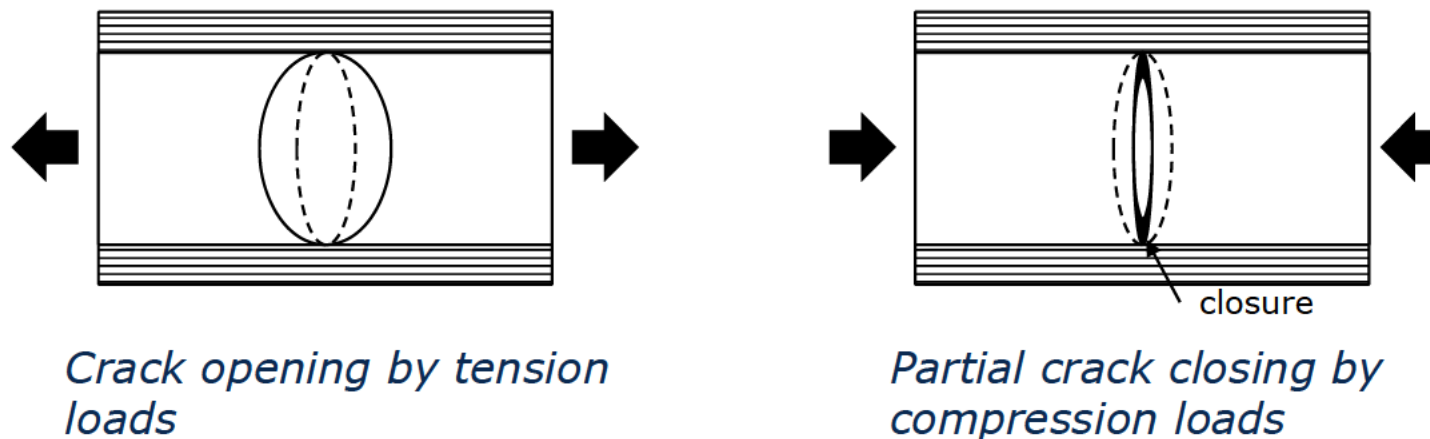 closure
Crack opening by tension
loads
Partial crack closing by
compression loads